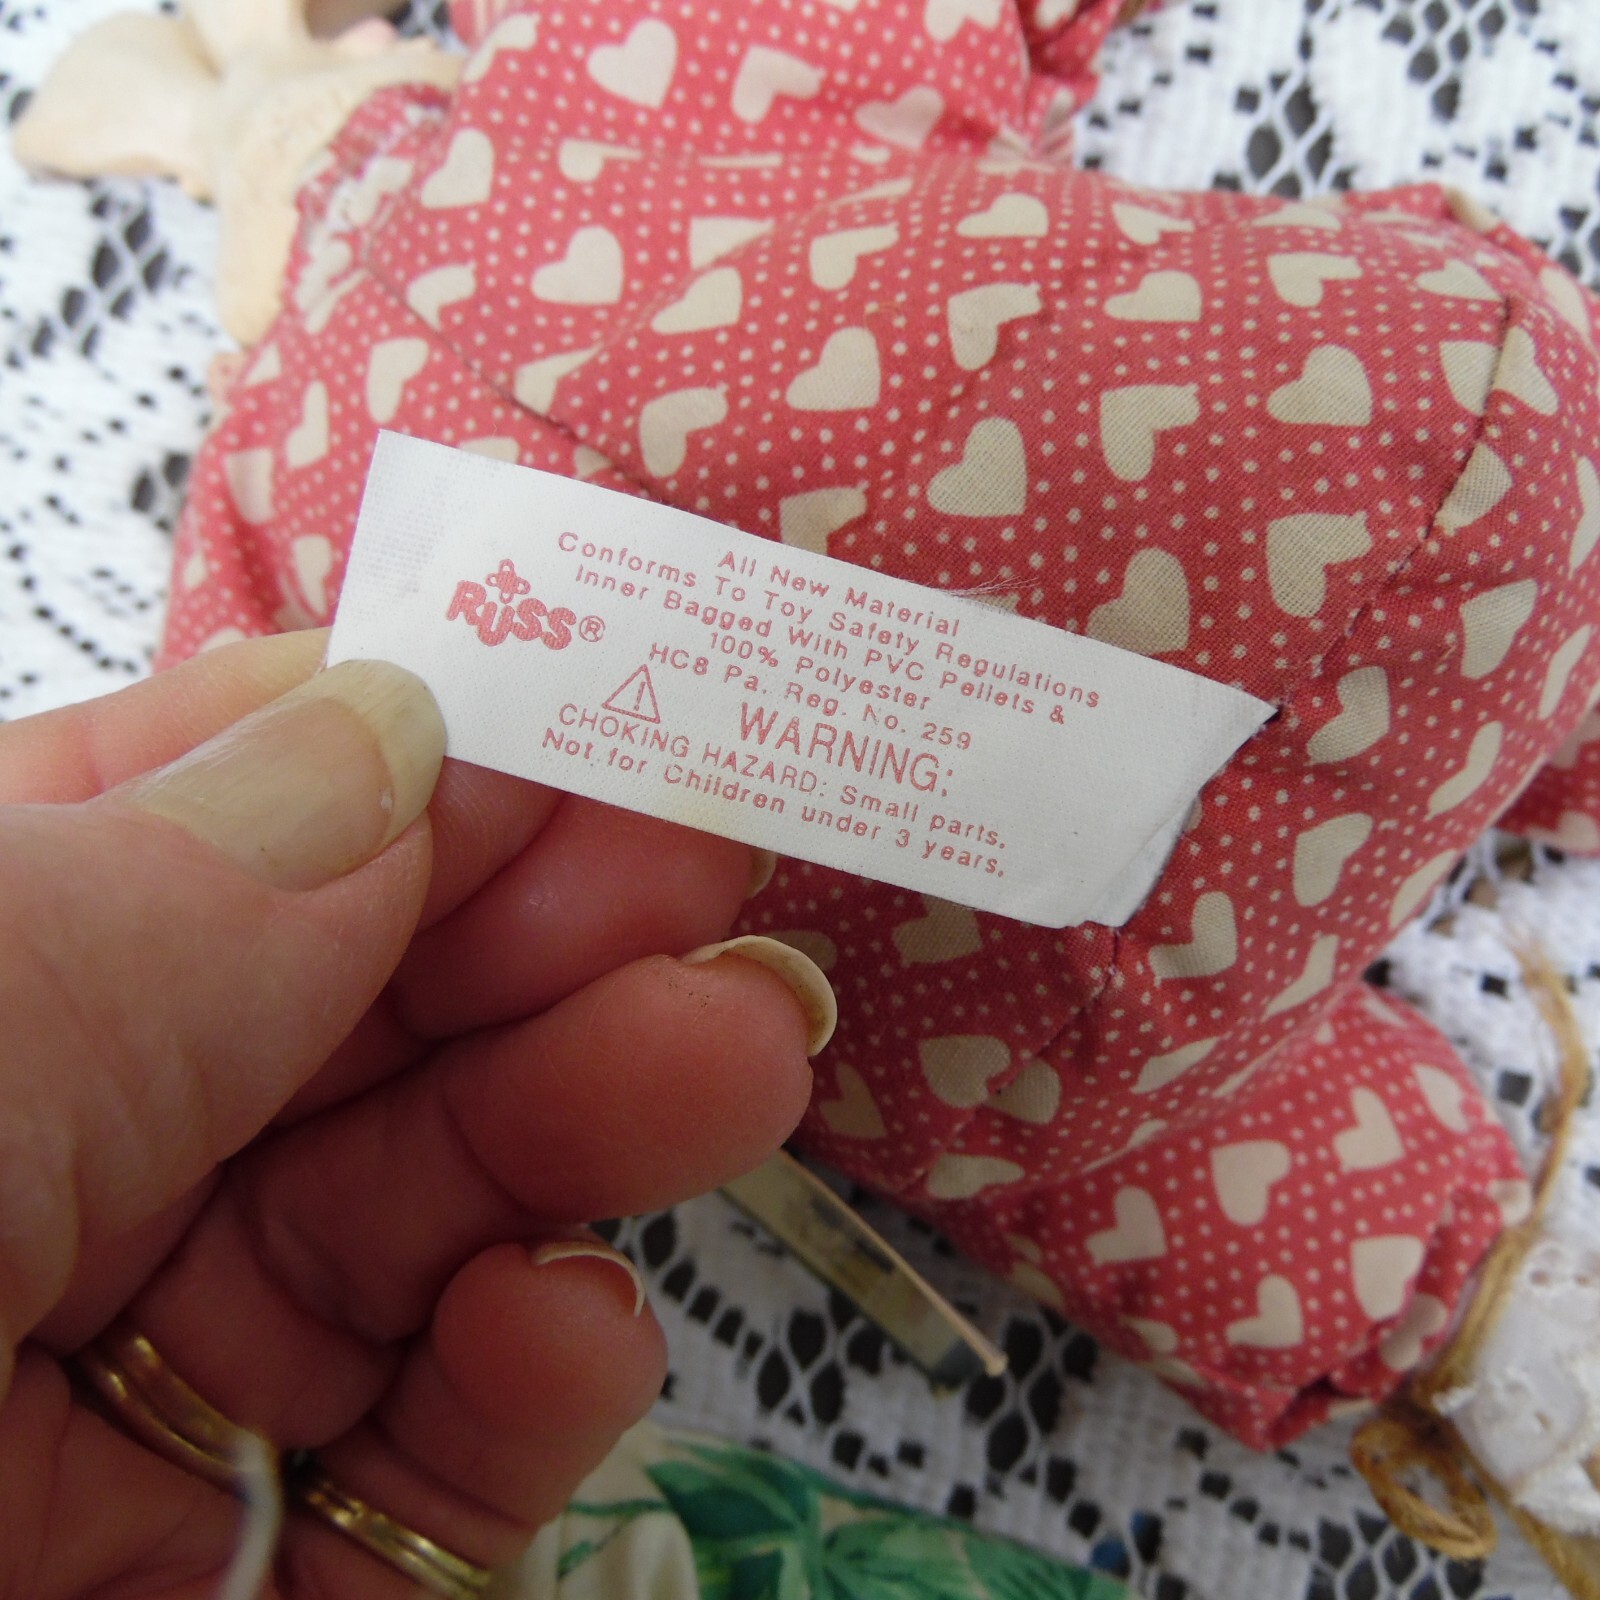 All New Material
Conforms To Toy Safety Regulations
Inner Bagged With PVC Pellets &
100% Polyester
HC8 Pa. Reg. No. 259
RUSS®
WARNING:
CHOKING HAZARD: Small parts.
Not for Children under 3 years.